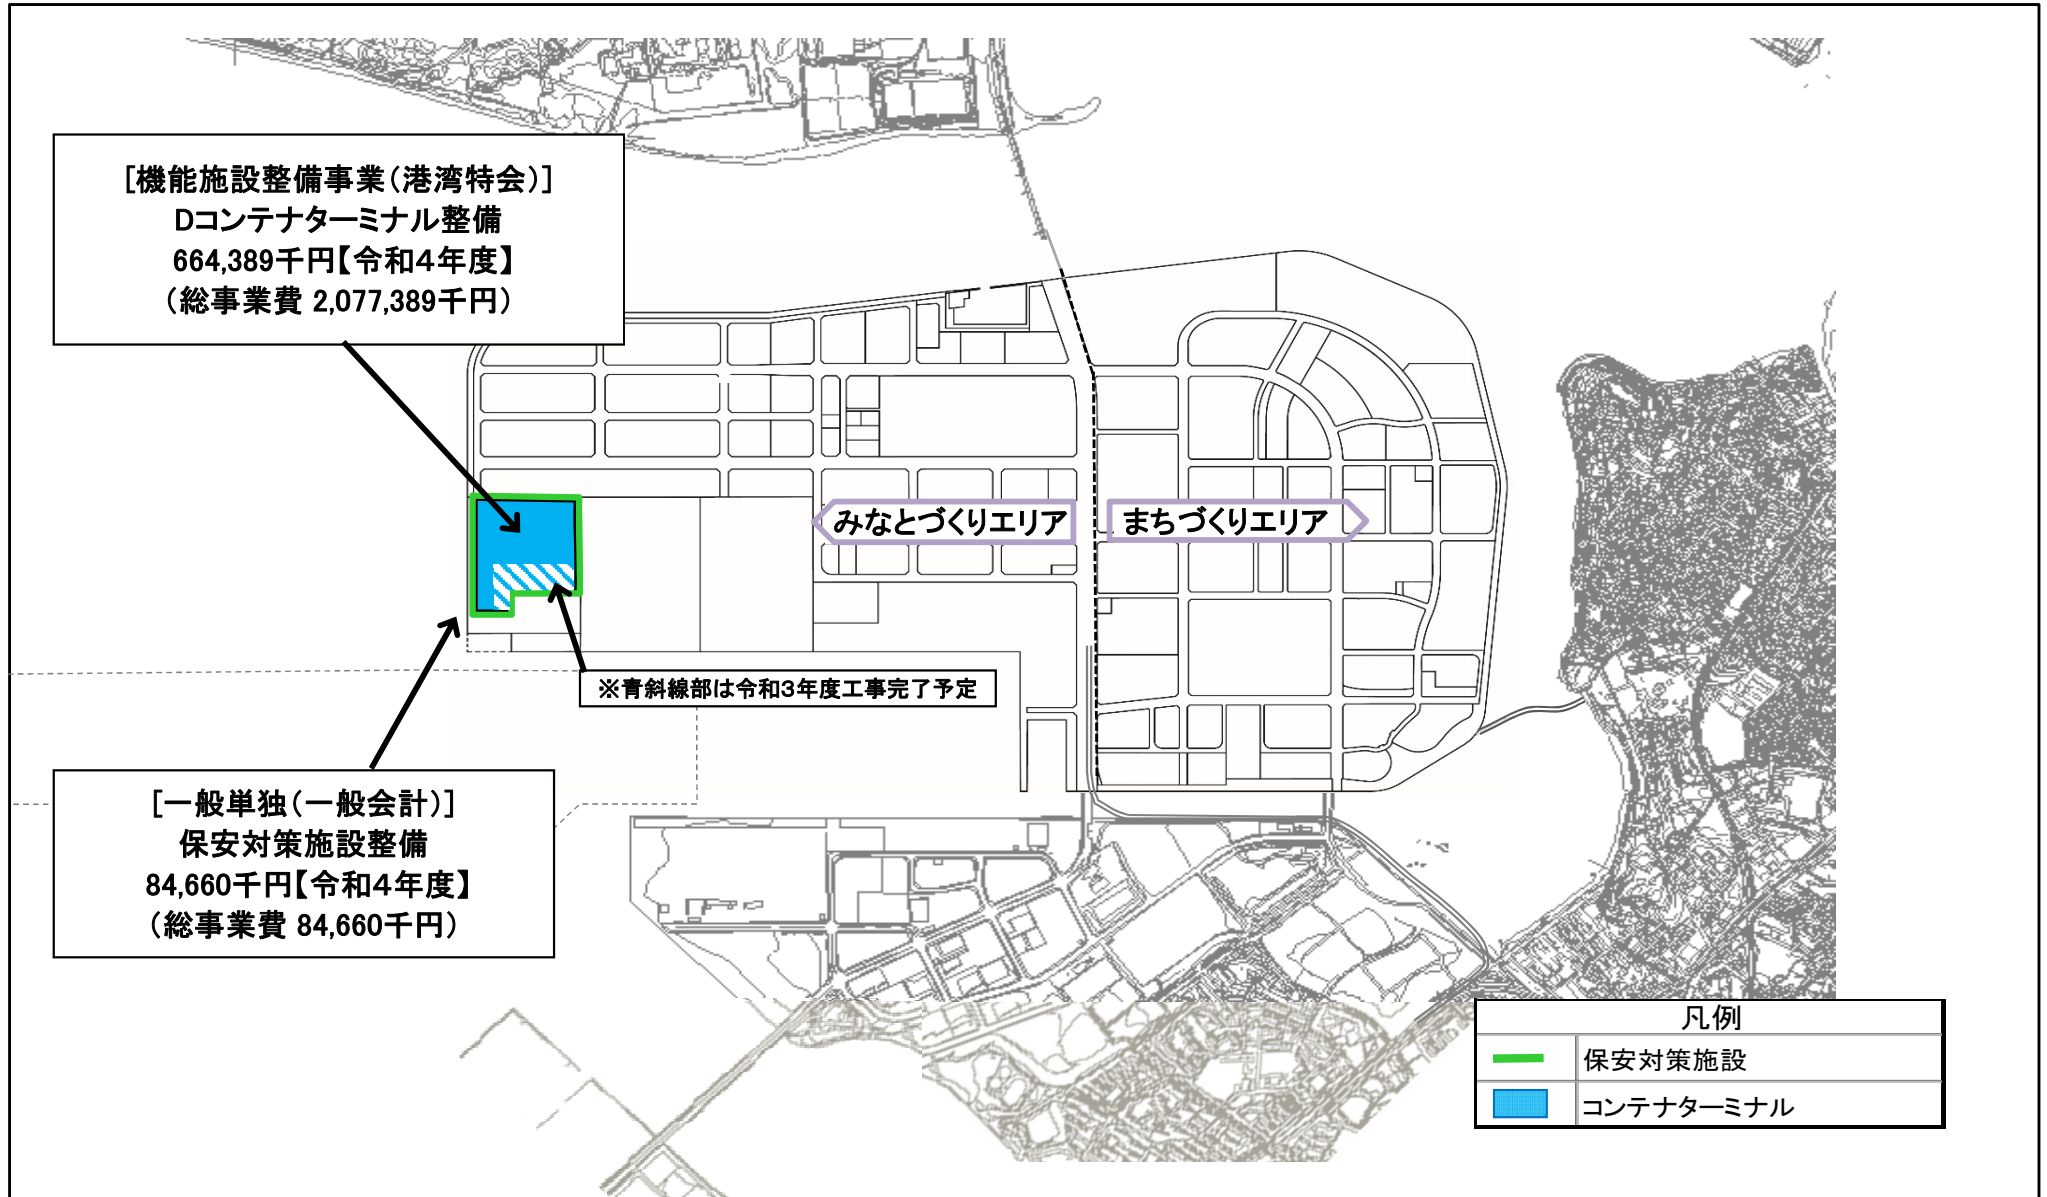 [機能施設整備事業(港湾特会)]
Dコンテナターミナル整備
664,389千円【令和4年度】
(総事業費 2,077,389千円)
みなとづくりエリア
まちづくりエリア
※青斜線部は令和3年度工事完了予定
[一般単独(一般会計)]
保安対策施設整備
84,660千円【令和4年度】
(総事業費 84,660千円)
凡例
保安対策施設
コンテナターミナル